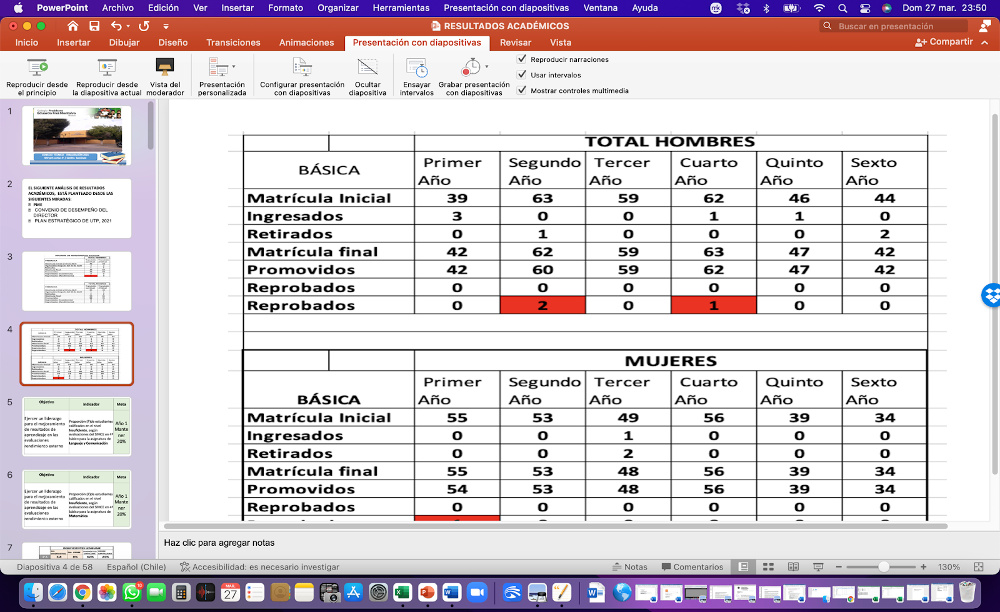 PowerPoint Archivo Edición Ver Insertar Formato Organizar Herramientas Presentación con diapositivas Ventana Ayuda Dom 27 mar. 23:50
RESULTADOS ACADÉMICOS
Buscar en presentación
Inicio Insertar Dibujar Diseño Transiciones Animaciones Presentación con diapositivas Revisar Vista Compartir
Reproducir desde el principio
Reproducir desde la diapositiva actual
Vista del moderador
Presentación personalizada
Configurar presentación con diapositivas
Ocultar diapositiva
Ensayar intervalos
Grabar presentación con diapositivas
Reproducir narraciones
Usar intervalos
Mostrar controles multimedia
1
Colegio Presidente
Eduardo Frei Montalva
CONSEJO TÉCNICO FINALIZACIÓN 2021
2
EL SIGUIENTE ANÁLISIS DE RESULTADOS
ACADÉMICOS, ESTÁ PLANTEADO DESDE LAS
SIGUIENTES MIRADAS:
PME
CONVENIO DE DESEMPEÑO DEL
DIRECTOR
PLAN ESTRATÉGICO DE UTP, 2021
3
4
5
Objetivo Indicador Meta
Ejercer un liderazgo
para el mejoramiento
de resultados de
aprendizaje en las
evaluaciones
rendimiento externo
Proporción (P)de estudiantes
calificados en el nivel
Insuficiente, según
evaluaciones del SIMCE en 4º
básico para la asignatura de
Lenguaje y Comunicación
Año 1
Mante
ner
20%
6
Objetivo Indicador Meta
Ejercer un liderazgo
para el mejoramiento
de resultados de
aprendizaje en las
evaluaciones
rendimiento externo
Proporción (P)de estudiantes
calificados en el nivel
Insuficiente, según
evaluaciones del SIMCE en 4º
básico para la asignatura de
Matemática
Año 1
Mante
ner
20%
7
INSUFICIENTES LENGUAJE
TOTAL HOMBRES
BÁSICA Primer Año Segundo Año Tercer Año Cuarto Año Quinto Año Sexto Año
Matrícula Inicial 39 63 59 62 46 44
Ingresados 3 0 0 1 1 0
Retirados 0 1 0 0 0 2
Matrícula final 42 62 59 63 47 42
Promovidos 42 60 59 62 47 42
Reprobados 0 0 0 0 0 0
Reprobados 0 2 0 1 0 0
MUJERES
BÁSICA Primer Año Segundo Año Tercer Año Cuarto Año Quinto Año Sexto Año
Matrícula Inicial 55 53 49 56 39 34
Ingresados 0 0 1 0 0 0
Retirados 0 0 2 0 0 0
Matrícula final 55 53 48 56 39 34
Promovidos 54 53 48 56 39 34
Reprobados 0 0 0 0 0 0
Haz clic para agregar notas
Diapositiva 4 de 58 Español (Chile) Accesibilidad: es necesario investigar Notas Comentarios 130%
10
MAR.
27